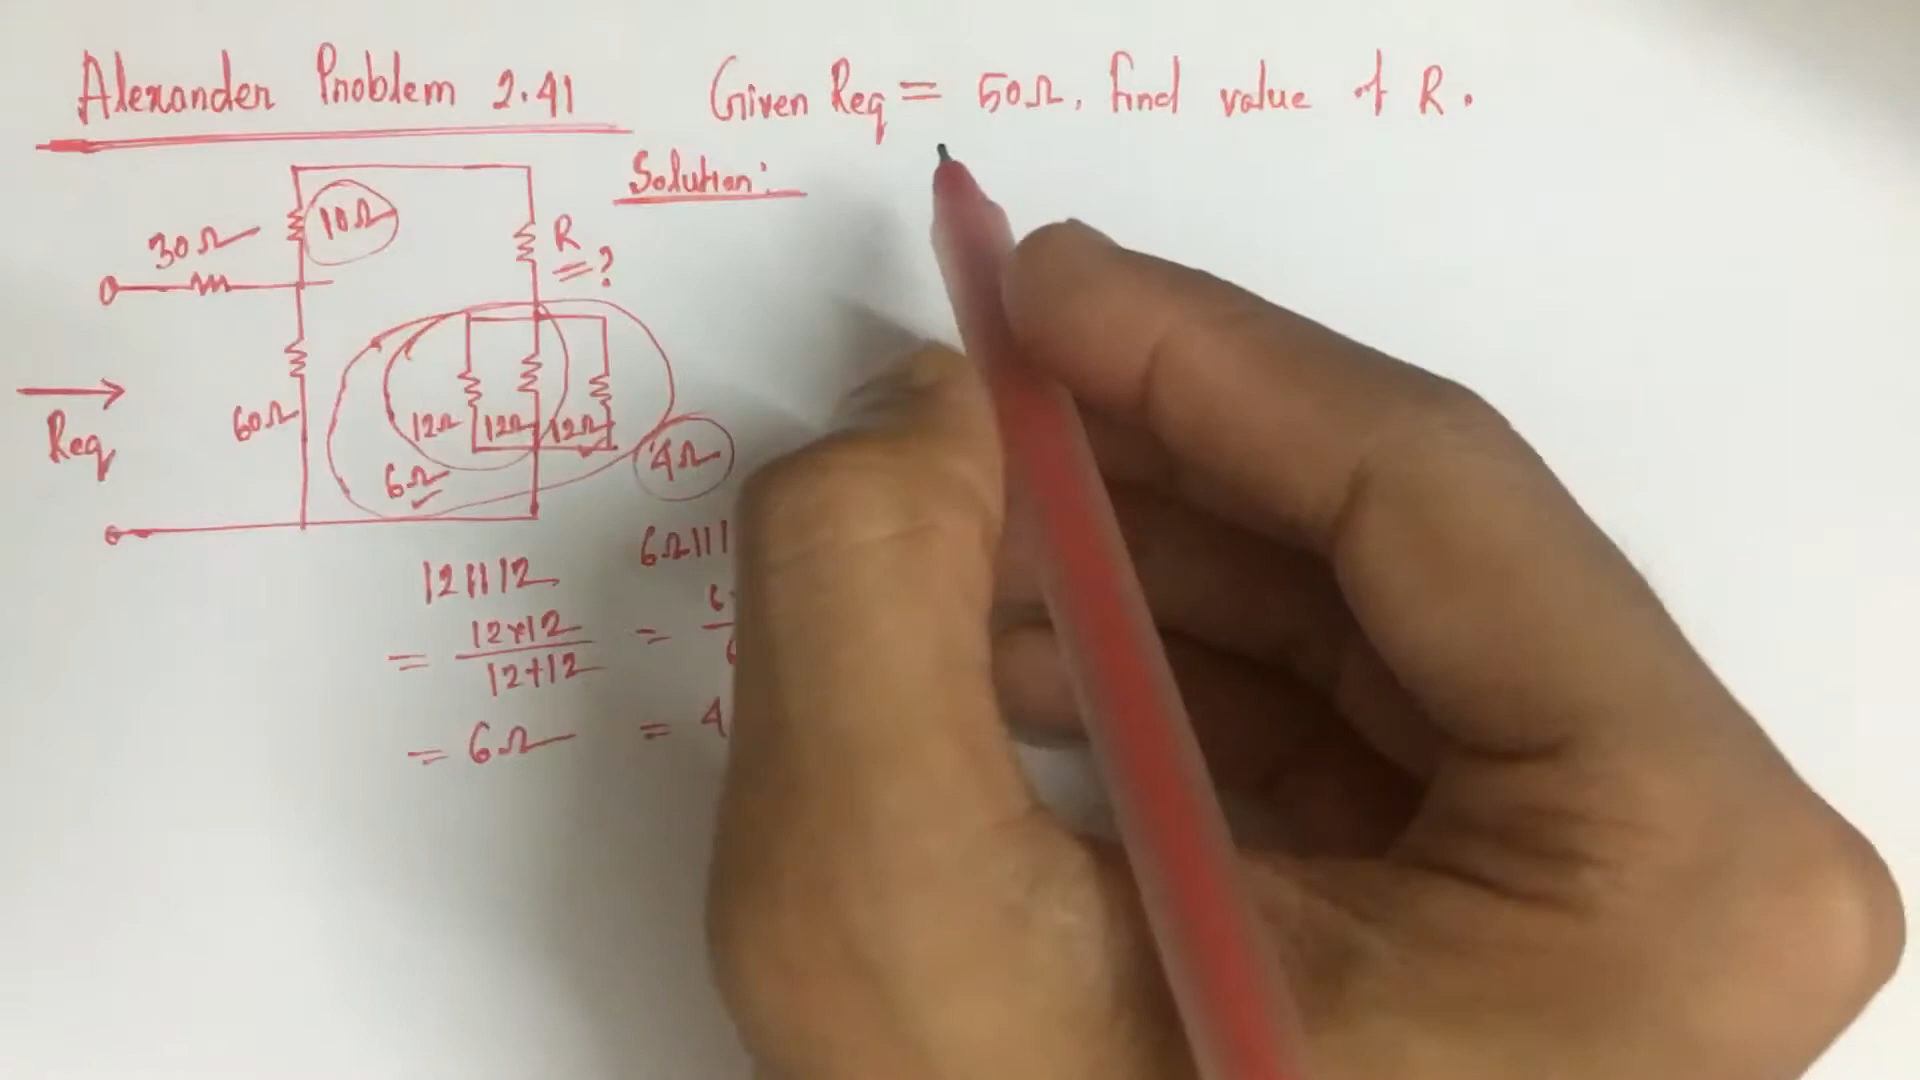 Alexander Problem 2.41
Given Req = 50Ω, find value of R.
Solution:
10Ω
30Ω
R
= ?
60Ω
Req
12Ω 12Ω 12Ω
6Ω
4Ω
12||12
= 12×12 / 12+12
= 6Ω
6Ω||
=
= 4